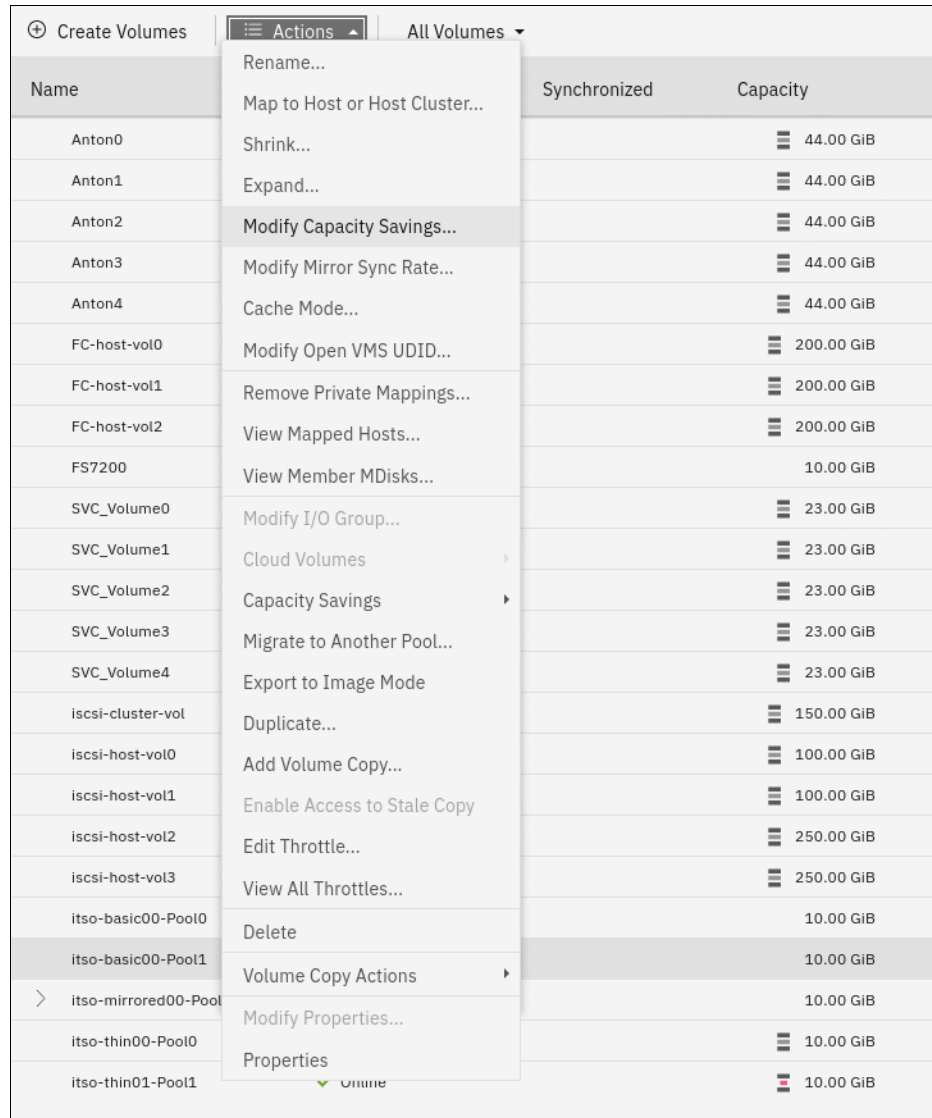 Create Volumes Actions All Volumes
Name Synchronized Capacity
Rename...
Map to Host or Host Cluster...
Shrink...
Expand...
Modify Capacity Savings...
Modify Mirror Sync Rate...
Cache Mode...
Modify Open VMS UDID...
Remove Private Mappings...
View Mapped Hosts...
View Member MDisks...
Modify I/O Group...
Cloud Volumes
Capacity Savings
Migrate to Another Pool...
Export to Image Mode
Duplicate...
Add Volume Copy...
Enable Access to Stale Copy
Edit Throttle...
View All Throttles...
Delete
Volume Copy Actions
Modify Properties...
Properties
Anton0 44.00 GiB
Anton1 44.00 GiB
Anton2 44.00 GiB
Anton3 44.00 GiB
Anton4 44.00 GiB
FC-host-vol0 200.00 GiB
FC-host-vol1 200.00 GiB
FC-host-vol2 200.00 GiB
FS7200 10.00 GiB
SVC_Volume0 23.00 GiB
SVC_Volume1 23.00 GiB
SVC_Volume2 23.00 GiB
SVC_Volume3 23.00 GiB
SVC_Volume4 23.00 GiB
iscsi-cluster-vol 150.00 GiB
iscsi-host-vol0 100.00 GiB
iscsi-host-vol1 100.00 GiB
iscsi-host-vol2 250.00 GiB
iscsi-host-vol3 250.00 GiB
itso-basic00-Pool0 10.00 GiB
itso-basic00-Pool1 10.00 GiB
itso-mirrored00-Pool 10.00 GiB
itso-thin00-Pool0 10.00 GiB
itso-thin01-Pool1 Online 10.00 GiB